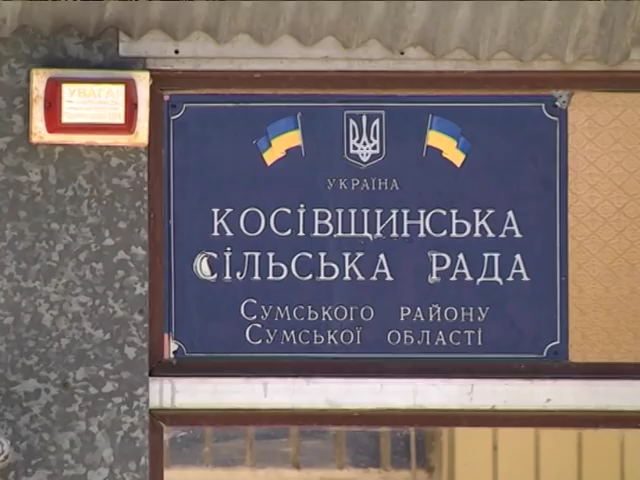 УВАГА!
УКРАЇНА
КОСІВЩИНСЬКА
СІЛЬСЬКА РАДА
Сумського району
Сумської області